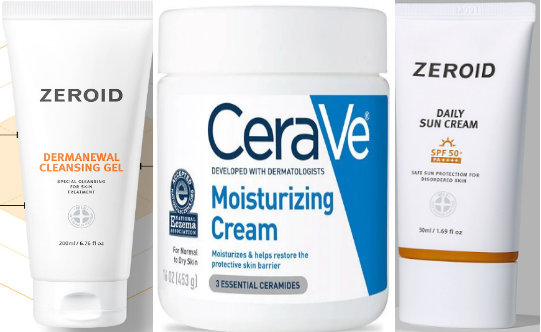 ZEROID
DERMANEWAL
CLEANSING GEL
SPECIAL CLEANSING
FOR SKIN
TREATMENT
200ml / 6.76 fl oz
CeraVe®
DEVELOPED WITH DERMATOLOGISTS
Moisturizing
Cream
NATIONAL
Eczema
ASSOCIATION
For Normal
to Dry Skin
Moisturizes & helps restore the
protective skin barrier
16 OZ (453 g)
3 ESSENTIAL CERAMIDES
ZEROID
DAILY
SUN CREAM
SPF 50+
PA++++
SAFE SUN PROTECTION FOR
DISORDERED SKIN
50ml / 1.69 fl oz